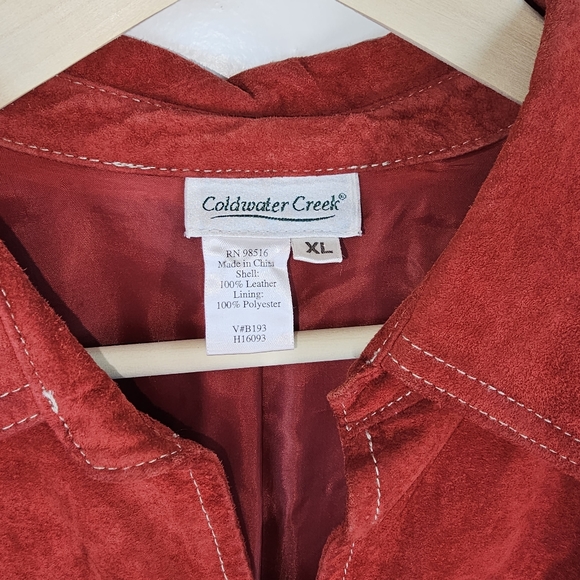 Coldwater Creek®
XL
RN 98516
Made in China
Shell:
100% Leather
Lining:
100% Polyester
V#B193
H16093